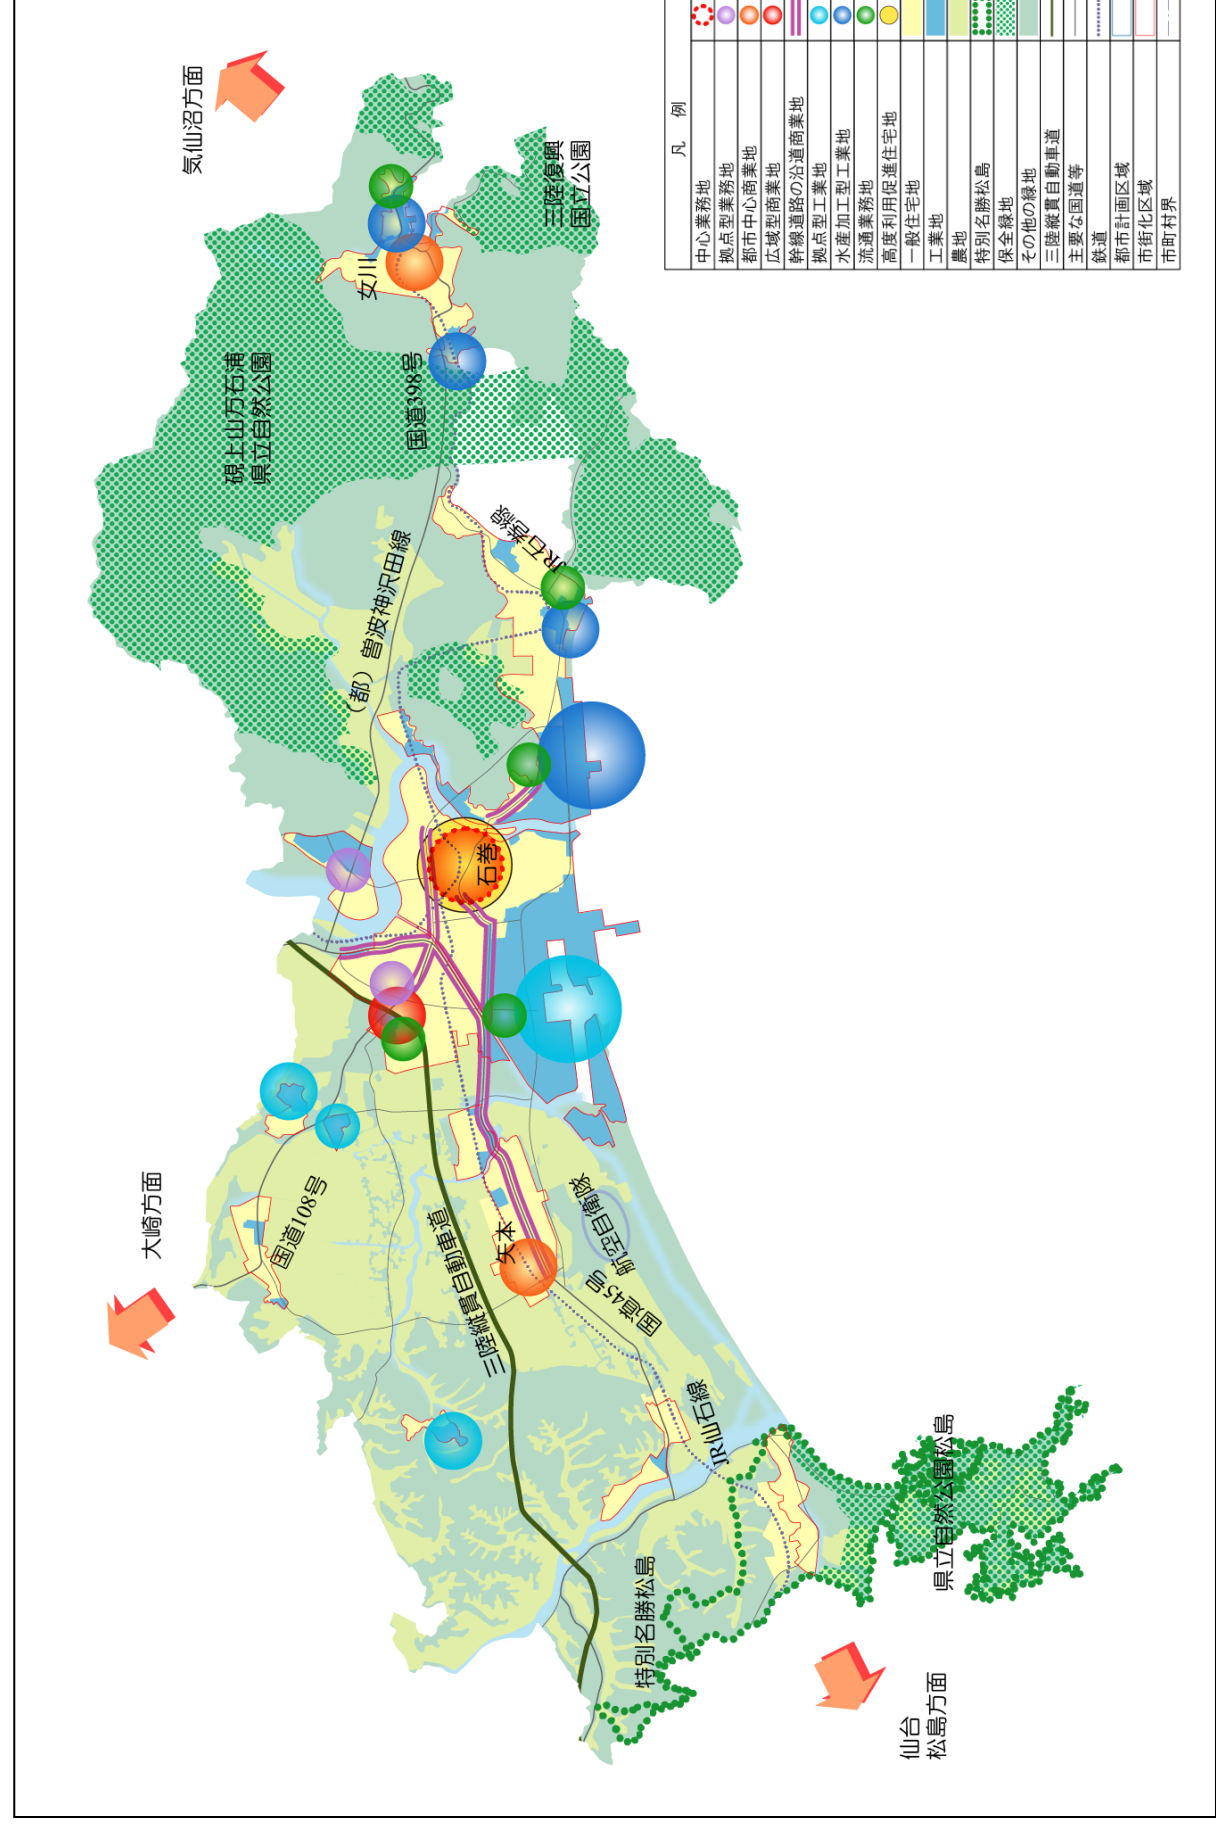 気仙沼方面
三陸復興
国立公園
女川
硯上山万石浦
県立自然公園
国道398号
JR石巻線
（都）曽波神沢田線
石巻
大崎方面
国道108号
三陸縦貫自動車道
矢本
航空自衛隊
国道45号
JR仙石線
特別名勝松島
県立自然公園松島
仙台
松島方面
凡　例
中心業務地
拠点型業務地
都市中心商業地
広域型商業地
幹線道路の沿道商業地
拠点型工業地
水産加工型工業地
流通業務地
高度利用促進住宅地
一般住宅地
工業地
農地
特別名勝松島
保全緑地
その他の緑地
三陸縦貫自動車道
主要な国道等
鉄道
都市計画区域
市街化区域
市町村界